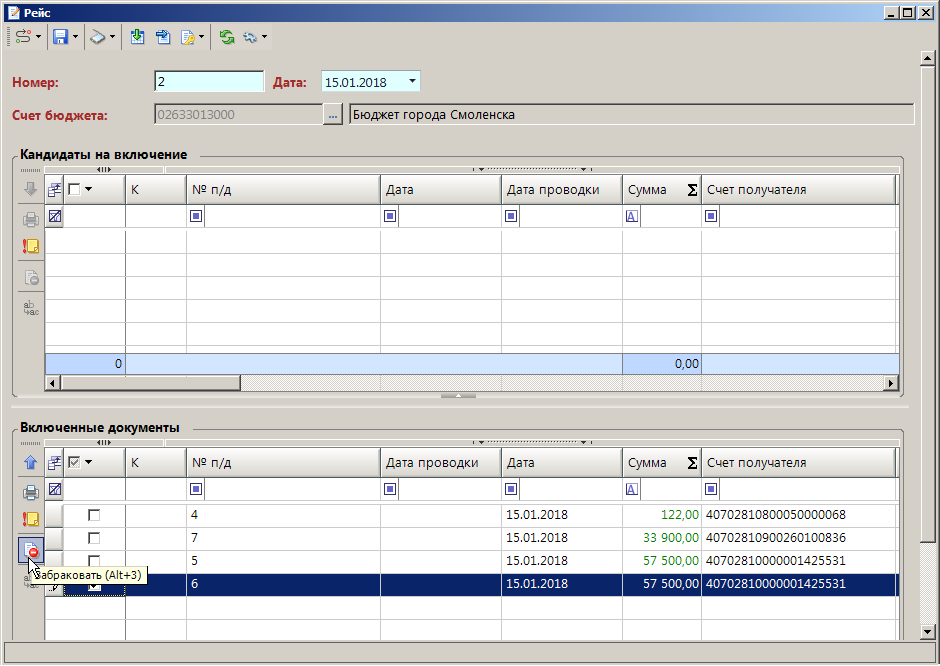 Рейс
Номер: 2 Дата: 15.01.2018
Счет бюджета: 02633013000 ... Бюджет города Смоленска
Кандидаты на включение
К № п/д Дата Дата проводки Сумма Σ Счет получателя
A
ab
ac
0 0,00
Включенные документы
К № п/д Дата проводки Дата Сумма Σ Счет получателя
A
4 15.01.2018 122,00 40702810800050000068
7 15.01.2018 33 900,00 40702810900260100836
5 15.01.2018 57 500,00 40702810000001425531
Забраковать (Alt+3)
6 15.01.2018 57 500,00 40702810000001425531